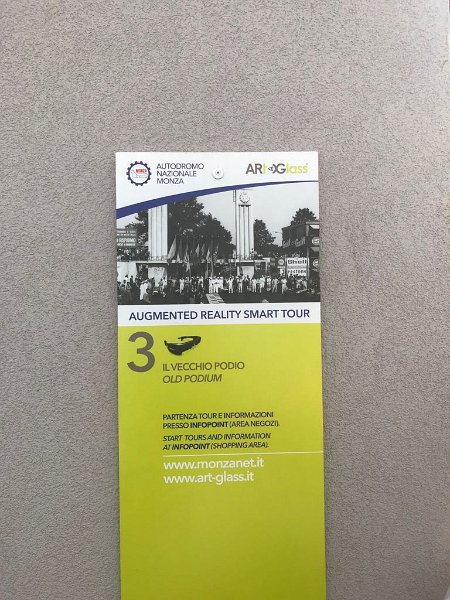 AUTODROMO
NAZIONALE
MONZA
ARtGlass
Shell
AUGMENTED REALITY SMART TOUR
3
IL VECCHIO PODIO
OLD PODIUM
PARTENZA TOUR E INFORMAZIONI
PRESSO INFOPOINT (AREA NEGOZI).
START TOURS AND INFORMATION
AT INFOPOINT (SHOPPING AREA).
www.monzanet.it
www.art-glass.it